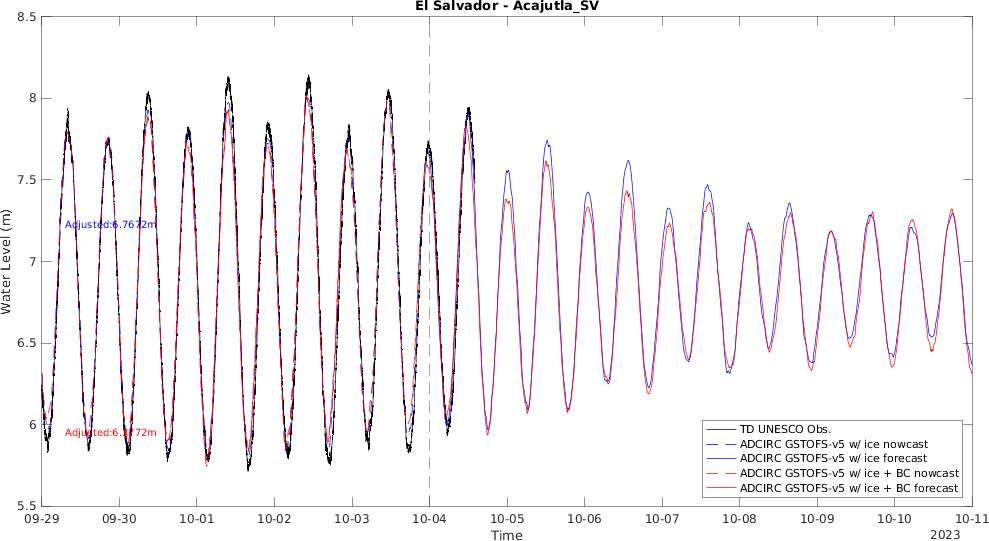 El Salvador - Acajutla_SV
8.5
8
7.5
7
6.5
6
5.5
Water Level (m)
Adjusted:6.7672m
09-29
09-30
10-01
10-02
10-03
10-04
10-05
10-06
10-07
10-08
10-09
10-10
10-11
2023
Time
TD UNESCO Obs.
ADCIRC GSTOFS-v5 w/ ice nowcast
ADCIRC GSTOFS-v5 w/ ice forecast
ADCIRC GSTOFS-v5 w/ ice + BC nowcast
ADCIRC GSTOFS-v5 w/ ice + BC forecast